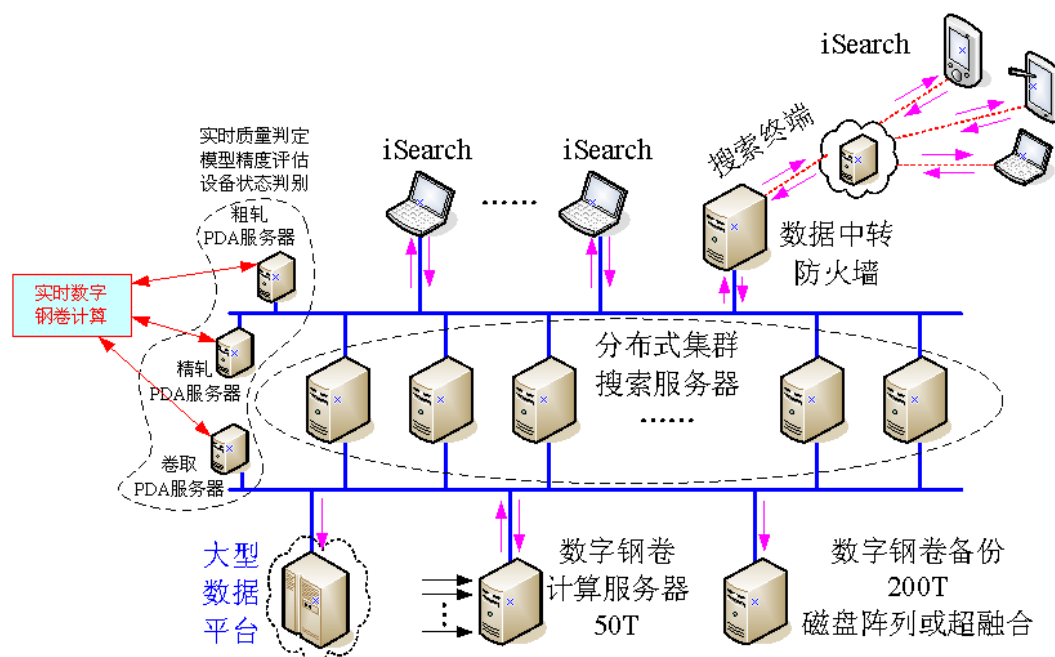 iSearch
实时质量判定
模型精度评估
设备状态判别
iSearch
iSearch
搜索终端
粗轧
PDA服务器
数据中转
防火墙
实时数字
钢卷计算
精轧
PDA服务器
分布式集群
搜索服务器
卷取
PDA服务器
大型
数据
平台
数字钢卷
计算服务器
50T
数字钢卷备份
200T
磁盘阵列或超融合